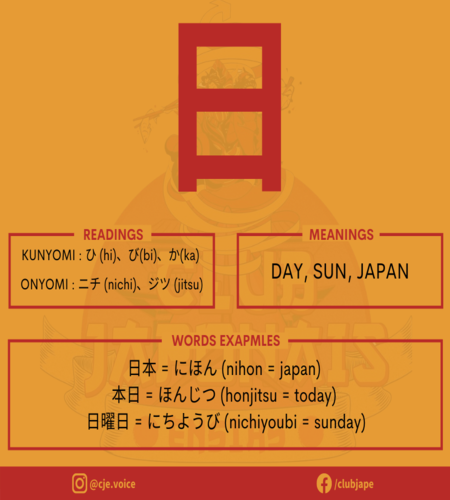 日
READINGS
KUNYOMI : ひ (hi)、び(bi)、か(ka)
ONYOMI : ニチ (nichi)、ジツ (jitsu)
MEANINGS
DAY, SUN, JAPAN
WORDS EXAPMLES
日本 = にほん (nihon = japan)
本日 = ほんじつ (honjitsu = today)
日曜日 = にちようび (nichiyoubi = sunday)
@cje.voice
/clubjape